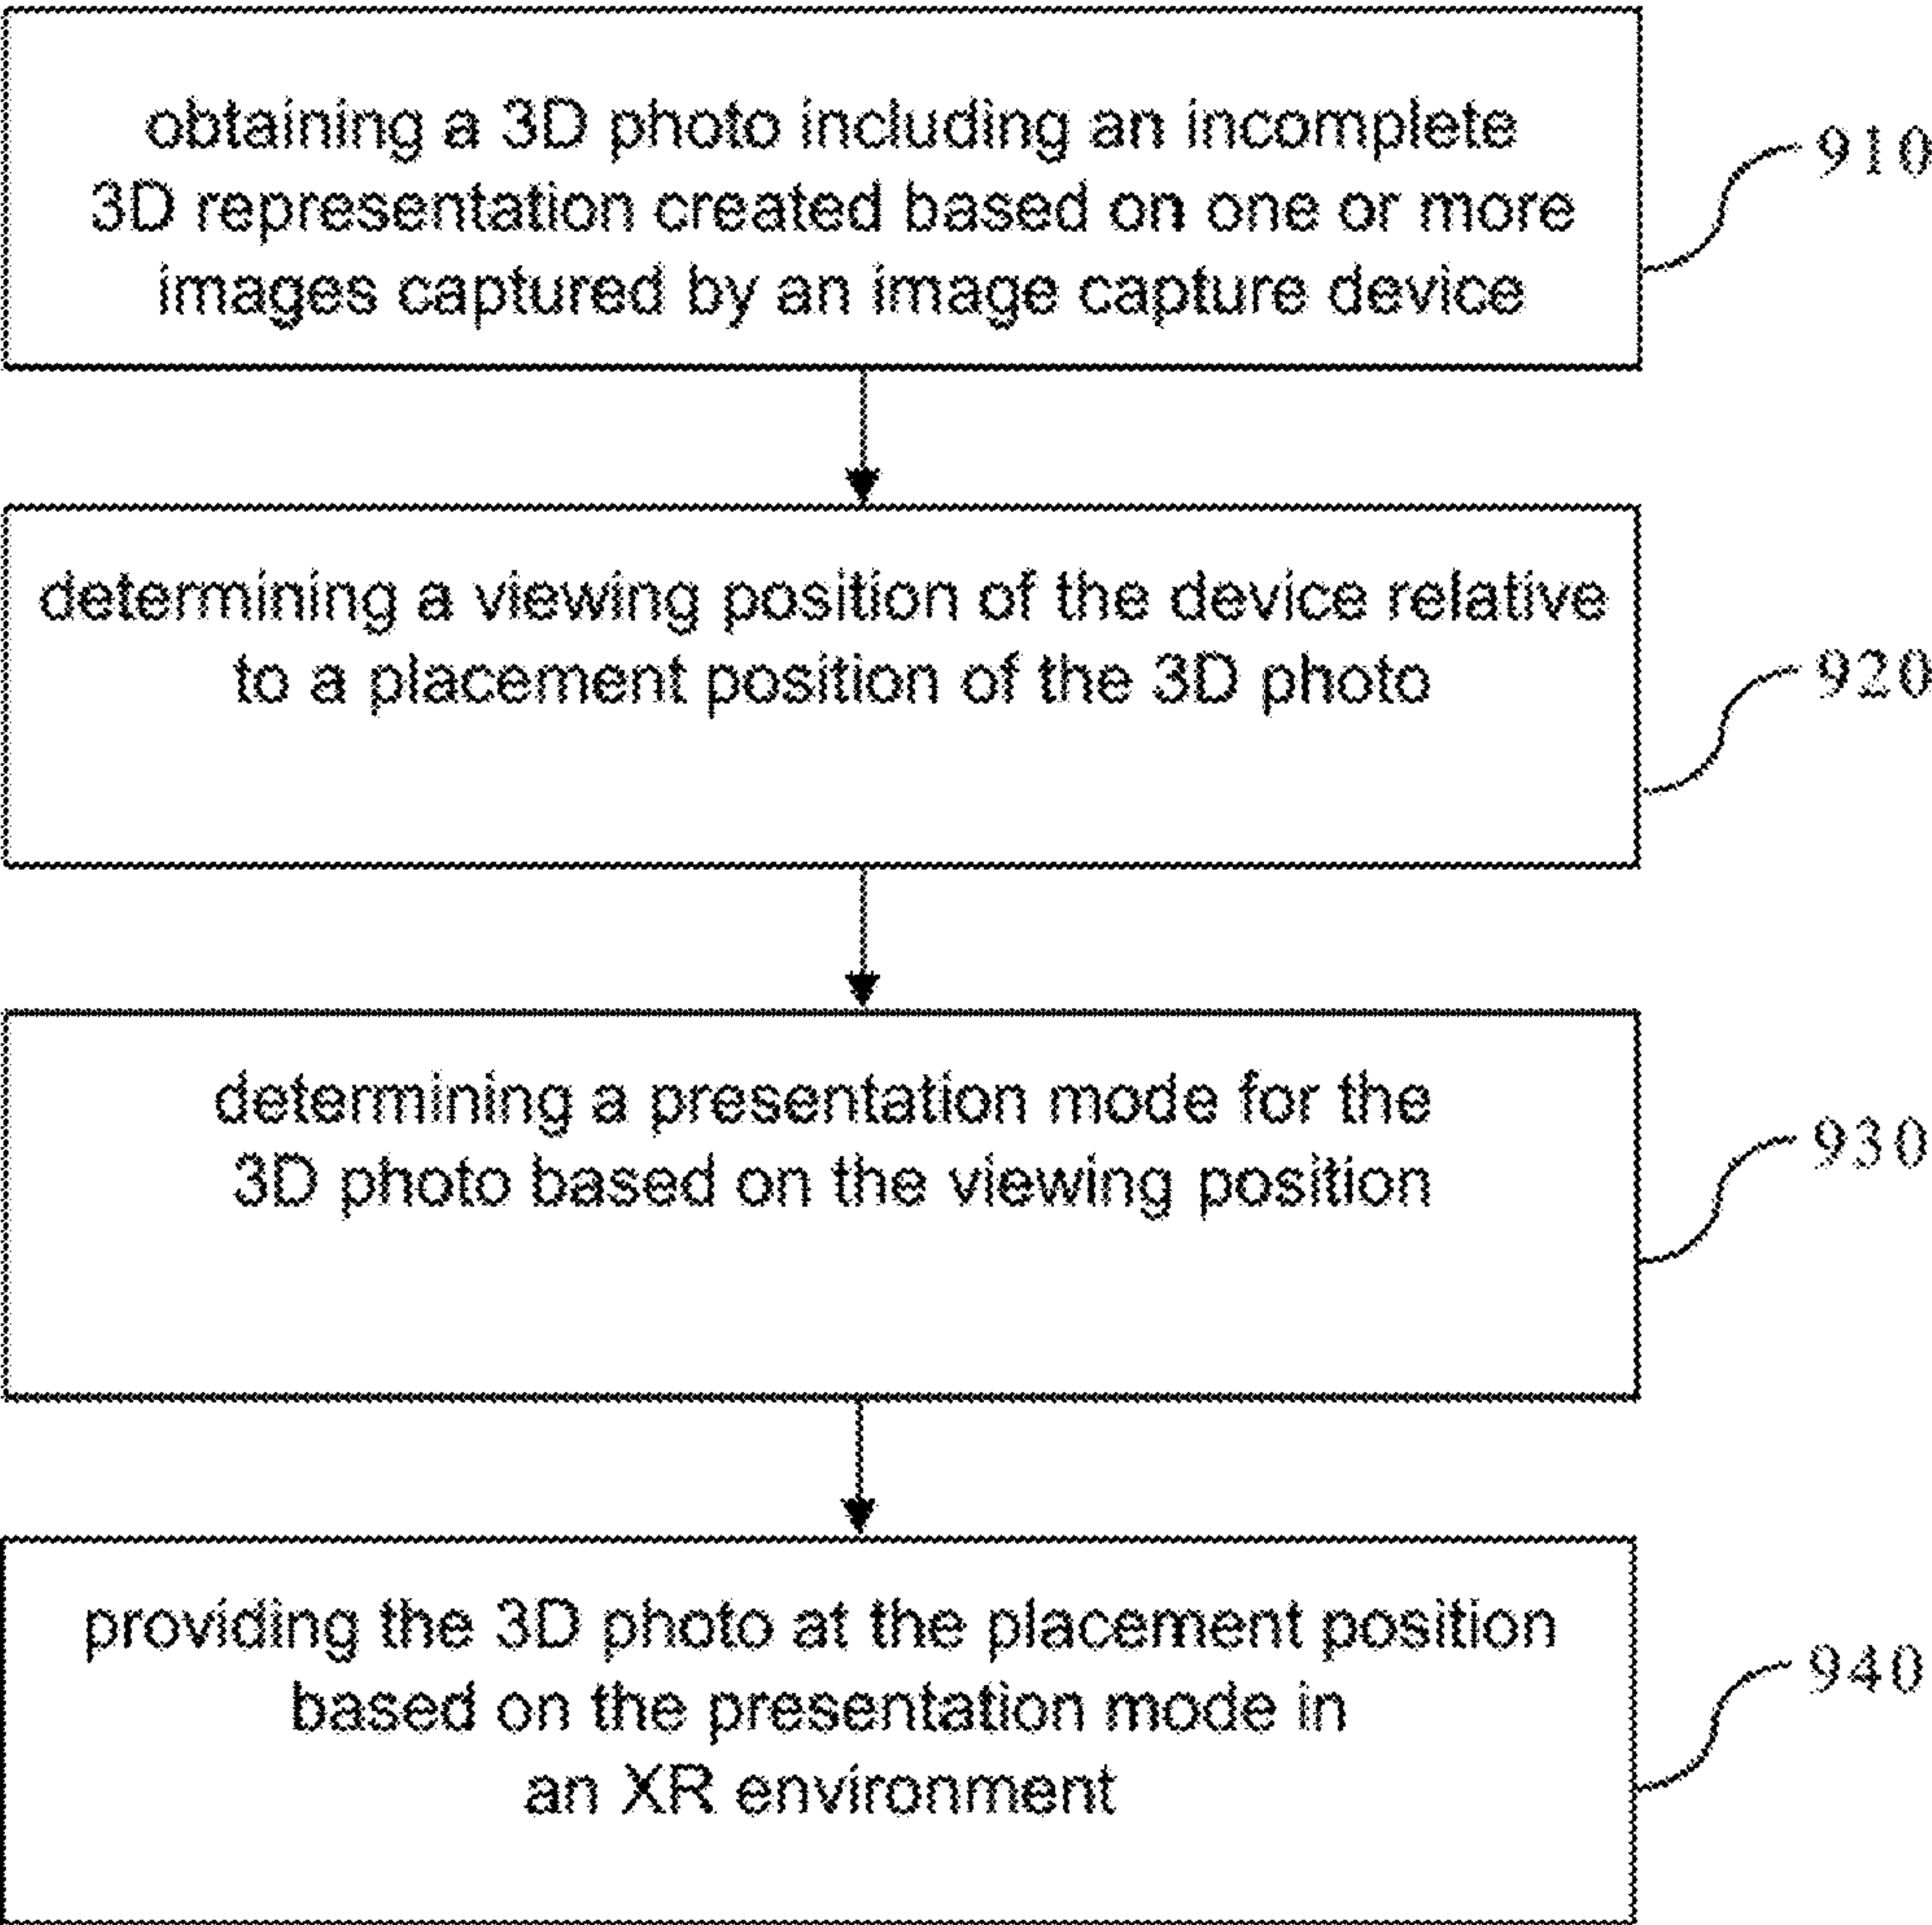 obtaining a 3D photo including an incomplete
3D representation created based on one or more
images captured by an image capture device
910
determining a viewing position of the device relative
to a placement position of the 3D photo
920
determining a presentation mode for the
3D photo based on the viewing position
930
providing the 3D photo at the placement position
based on the presentation mode in
an XR environment
940